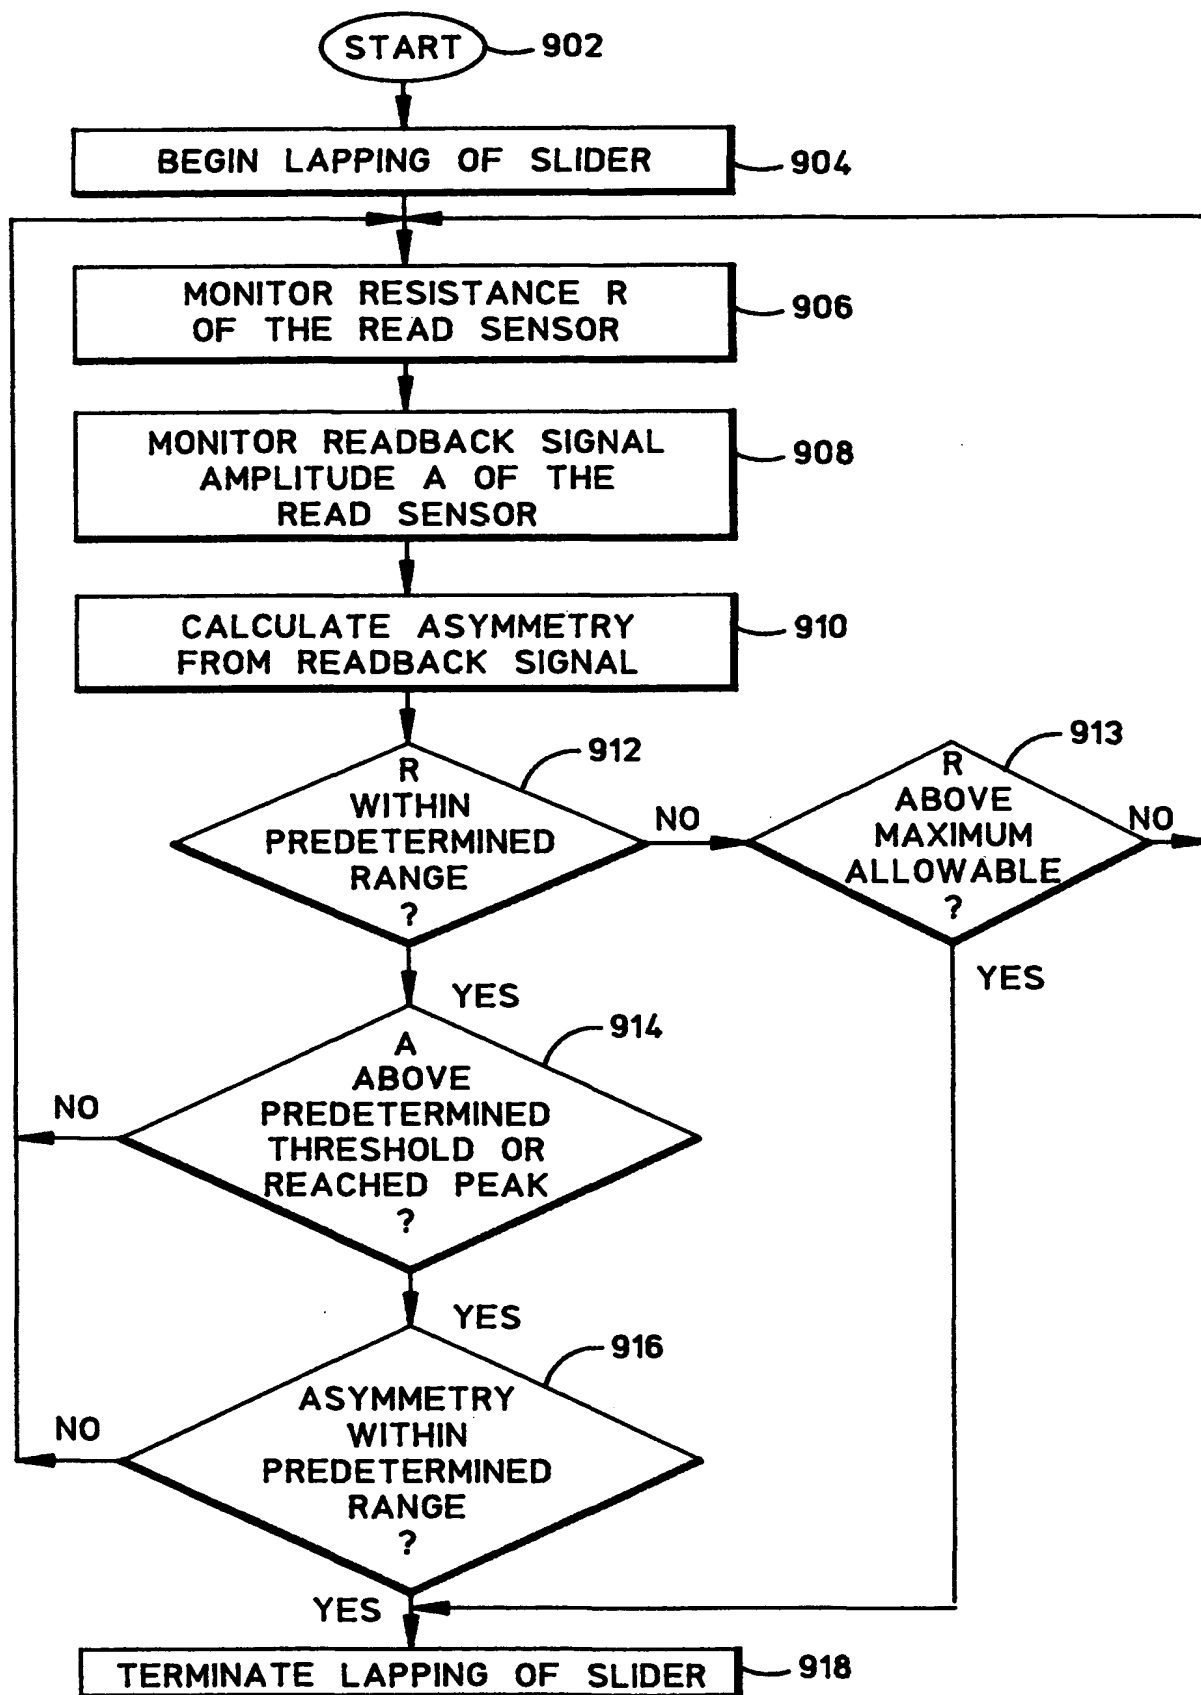 START
902
BEGIN LAPPING OF SLIDER
904
MONITOR RESISTANCE R
OF THE READ SENSOR
906
MONITOR READBACK SIGNAL
AMPLITUDE A OF THE
READ SENSOR
908
CALCULATE ASYMMETRY
FROM READBACK SIGNAL
910
R
WITHIN
PREDETERMINED
RANGE
?
912
NO
R
ABOVE
MAXIMUM
ALLOWABLE
?
913
NO
YES
YES
A
ABOVE
PREDETERMINED
THRESHOLD OR
REACHED PEAK
?
914
NO
YES
ASYMMETRY
WITHIN
PREDETERMINED
RANGE
?
916
NO
YES
TERMINATE LAPPING OF SLIDER
918